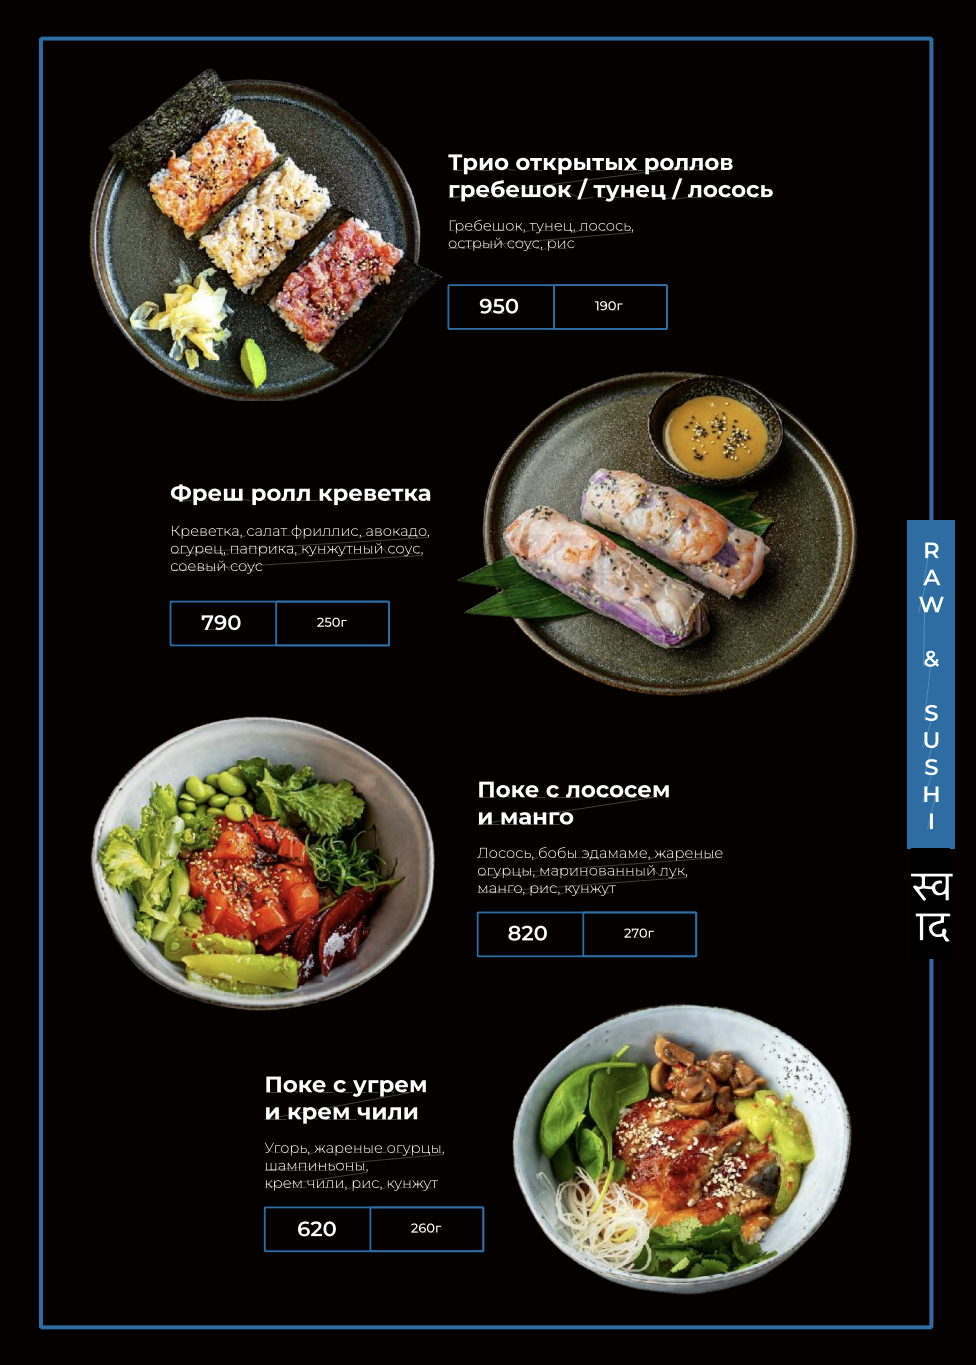 Трио открытых роллов
гребешок / тунец / лосось
Гребешок, тунец, лосось,
острый соус, рис
950
190г
Фреш ролл креветка
Креветка, салат фриллис, авокадо,
огурец, паприка, кунжутный соус,
соевый соус
790
250г
Поке с лососем
и манго
Лосось, бобы эдамаме, жареные
огурцы, маринованный лук,
манго, рис, кунжут
820
270г
Поке с угрем
и крем чили
Угорь, жареные огурцы,
шампиньоны,
крем чили, рис, кунжут
620
260г
RAW & SUSHI
स्व
ाद